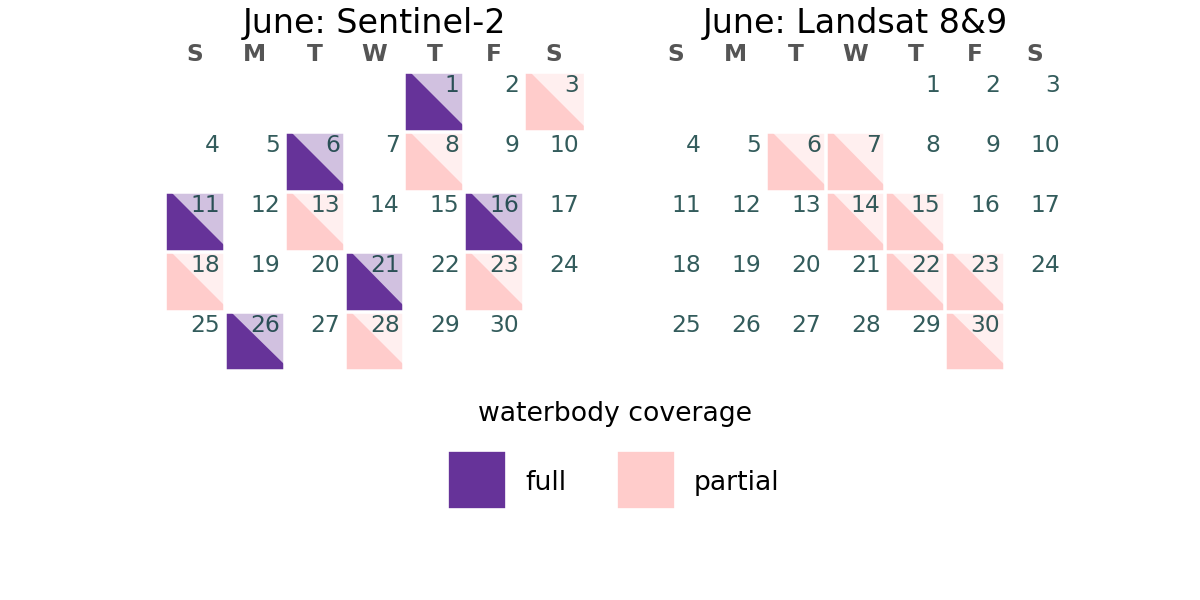 June: Sentinel-2
S M T W T F S
1 2 3
4 5 6 7 8 9 10
11 12 13 14 15 16 17
18 19 20 21 22 23 24
25 26 27 28 29 30
June: Landsat 8&9
S M T W T F S
1 2 3
4 5 6 7 8 9 10
11 12 13 14 15 16 17
18 19 20 21 22 23 24
25 26 27 28 29 30
waterbody coverage
full partial